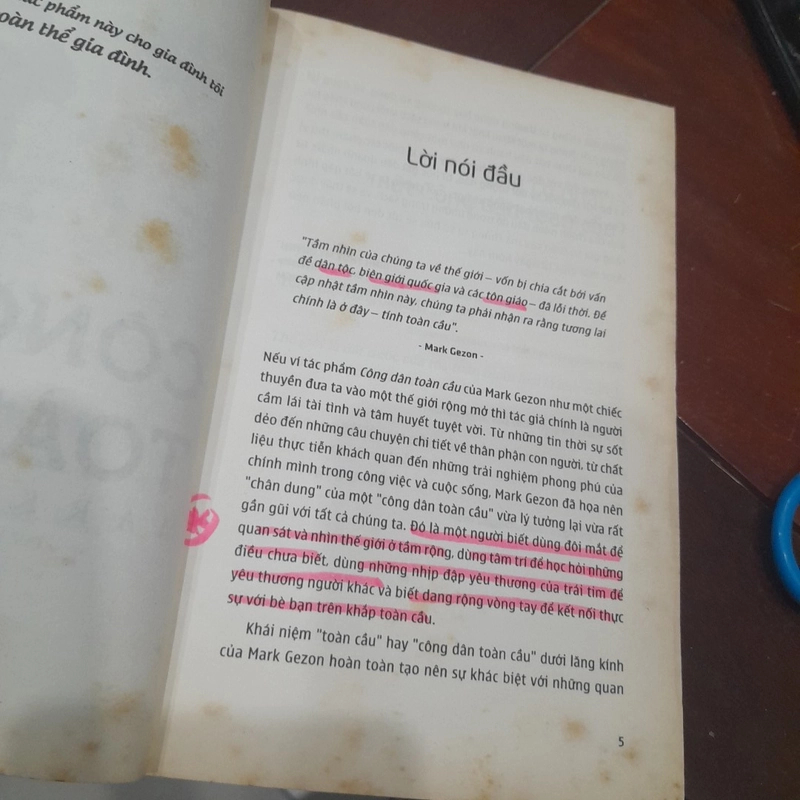 ác phẩm này cho gia đình tôi
oàn thể gia đình.
Lời nói đầu
"Tầm nhìn của chúng ta về thế giới – vốn bị chia cắt bởi vấn
đề dân tộc, biên giới quốc gia và các tôn giáo – đã lỗi thời. Để
cập nhật tầm nhìn này, chúng ta phải nhận ra rằng tương lai
chính là ở đây – tính toàn cầu".
- Mark Gezon -
Nếu ví tác phẩm Công dân toàn cầu của Mark Gezon như một chiếc
thuyền đưa ta vào một thế giới rộng mở thì tác giả chính là người
cầm lái tài tình và tâm huyết tuyệt vời. Từ những tin thời sự sốt
dẻo đến những câu chuyện chi tiết về thân phận con người, từ chất
liệu thực tiễn khách quan đến những trải nghiệm phong phú của
chính mình trong công việc và cuộc sống, Mark Gezon đã họa nên
"chân dung" của một "công dân toàn cầu" vừa lý tưởng lại vừa rất
gần gũi với tất cả chúng ta. Đó là một người biết dùng đôi mắt để
quan sát và nhìn thế giới ở tầm rộng, dùng tâm trí để học hỏi những
điều chưa biết, dùng những nhịp đập yêu thương của trái tim để
yêu thương người khác và biết dang rộng vòng tay để kết nối thực
sự với bè bạn trên khắp toàn cầu.
Khái niệm "toàn cầu" hay "công dân toàn cầu" dưới lăng kính
của Mark Gezon hoàn toàn tạo nên sự khác biệt với những quan
5